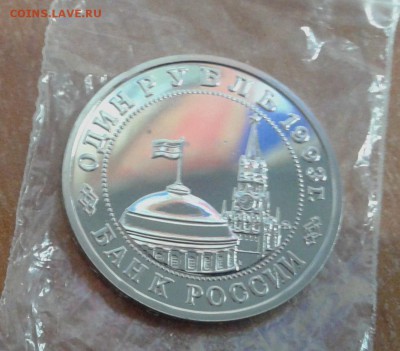 COINS.LAVE.RU
ОДИН РУБЛЬ 1993 г.
БАНК РОССИИ